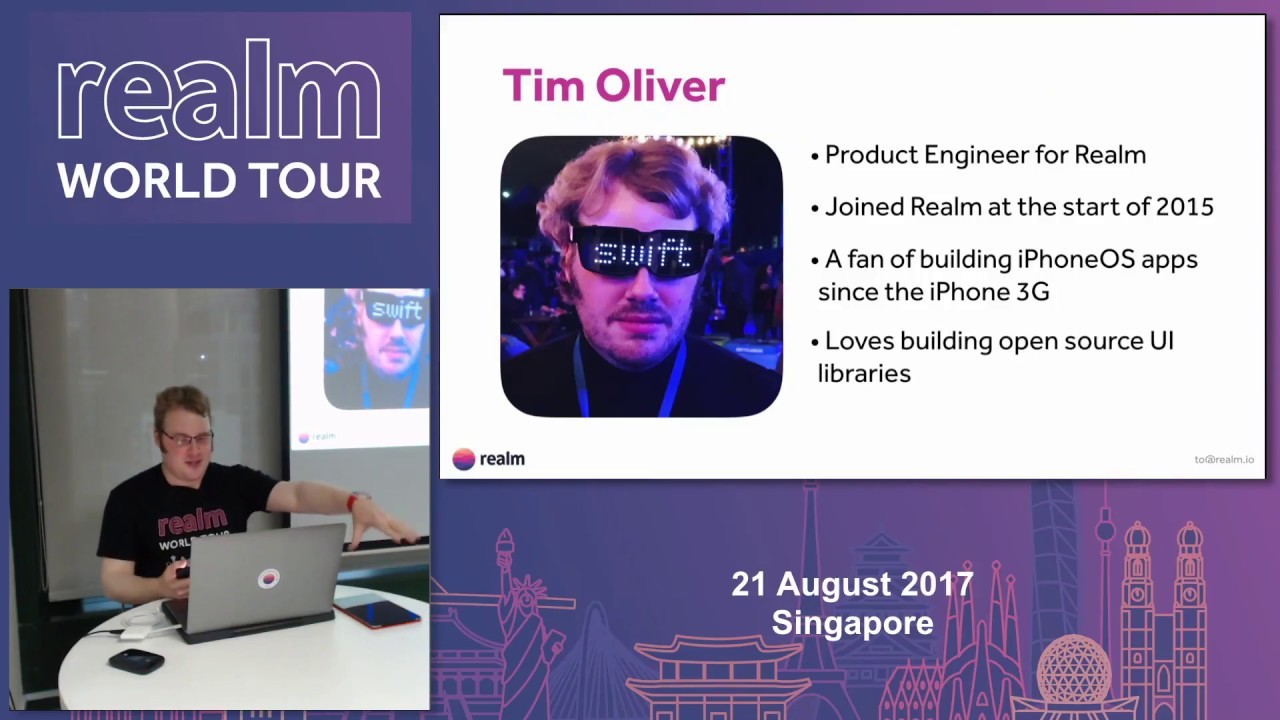 realm
WORLD TOUR
Tim Oliver
swift
• Product Engineer for Realm
• Joined Realm at the start of 2015
• A fan of building iPhoneOS apps
since the iPhone 3G
• Loves building open source UI
libraries
realm
to@realm.io
swift
realm
realm
WORLD TOUR
21 August 2017
Singapore